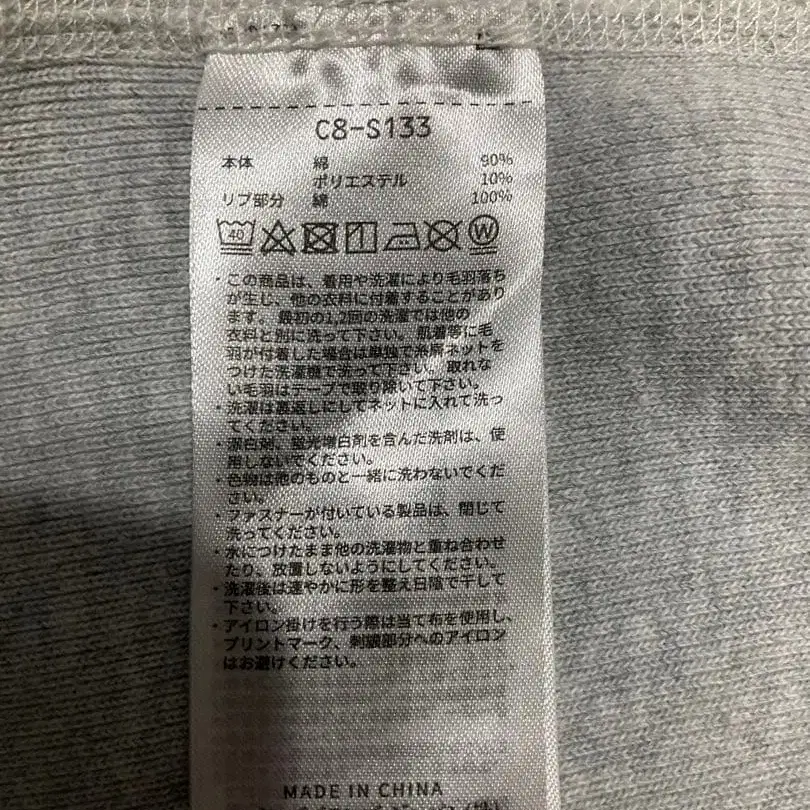 C8-S133
本体 綿 90%
ポリエステル 10%
リブ部分 綿 100%
40 W
・この商品は、着用や洗濯により毛羽落ち
が生じ、他の衣料に付着することがあり
ます。最初の1,2回の洗濯では他の
衣料と別に洗って下さい。肌着等に毛
羽が付着した場合は単独で糸屑ネットを
つけた洗濯機で洗って下さい。取れな
い毛羽はテープで取り除いて下さい。
・洗濯は裏返しにしてネットに入れて洗っ
てください。
・漂白剤、蛍光増白剤を含んだ洗剤は、使
用しないでください。
・色物は他のものと一緒に洗わないでくだ
さい。
・ファスナーが付いている製品は、閉じて
洗ってください。
・水につけたまま他の洗濯物と重ね合わせ
たり、放置しないようにしてください。
・洗濯後は速やかに形を整え日陰で干して
下さい。
・アイロン掛けを行う際は当て布を使用し、
プリントマーク、刺繍部分へのアイロン
はお避けください。
MADE IN CHINA